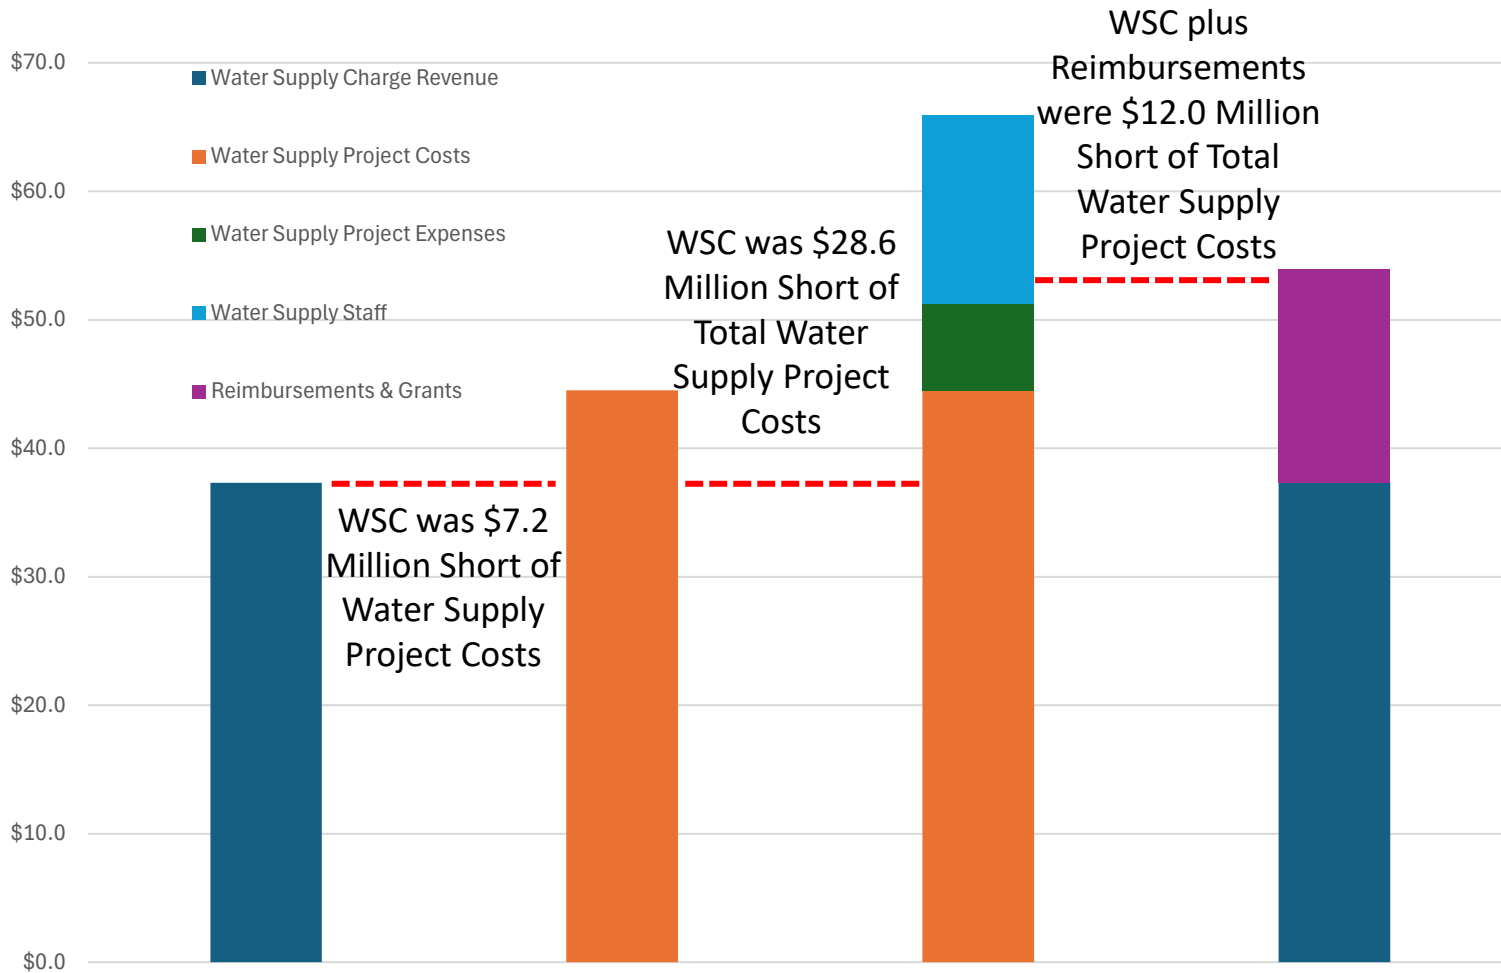 WSC plus
Reimbursements
were $12.0 Million
Short of Total
Water Supply
Project Costs
$70.0
Water Supply Charge Revenue
Water Supply Project Costs
$60.0
Water Supply Project Expenses
WSC was $28.6
Million Short of
Total Water
Supply Project
Costs
Water Supply Staff
$50.0
Reimbursements & Grants
$40.0
WSC was $7.2
Million Short of
Water Supply
Project Costs
$30.0
$20.0
$10.0
$0.0